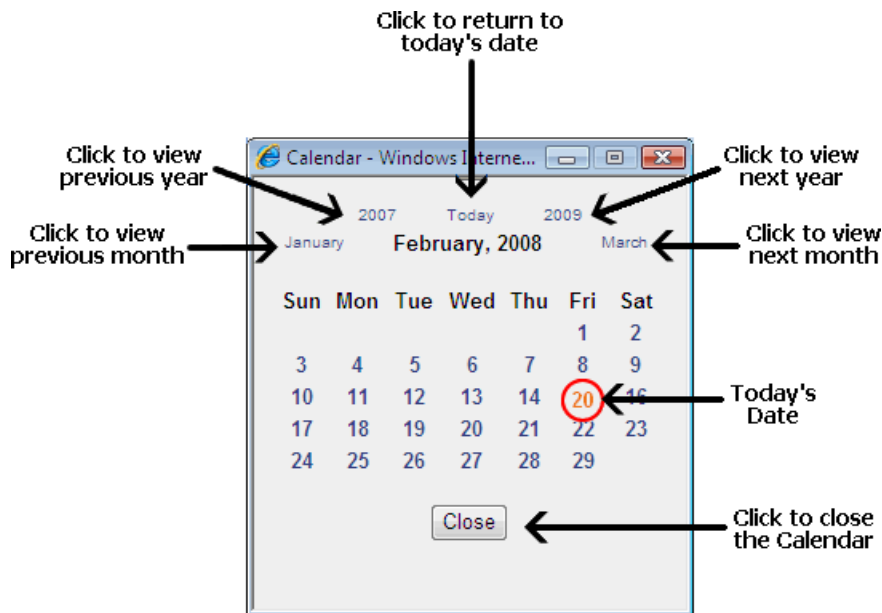 Click to return to
today's date
Calendar - Windows Interne...
Click to view
previous year
Click to view
next year
2007 Today 2009
Click to view
previous month
January February, 2008 March
Click to view
next month
Sun Mon Tue Wed Thu Fri Sat
1 2
3 4 5 6 7 8 9
10 11 12 13 14 20 16
Today's
Date
17 18 19 20 21 22 23
24 25 26 27 28 29
Close
Click to close
the Calendar